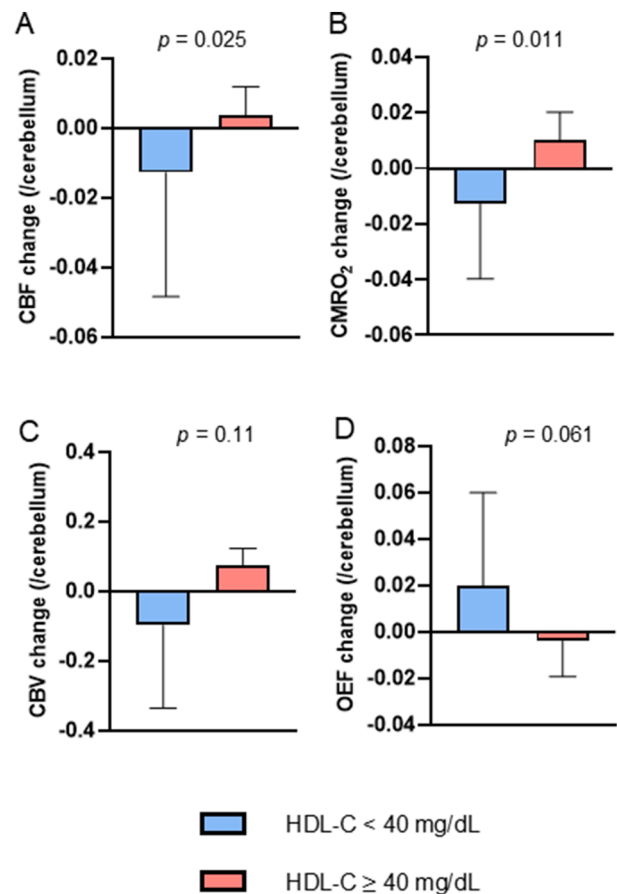 A
p = 0.025
CBF change (/cerebellum)
0.02
0.00
-0.02
-0.04
-0.06
B
p = 0.011
CMRO₂ change (/cerebellum)
0.04
0.02
0.00
-0.02
-0.04
-0.06
C
p = 0.11
CBV change (/cerebellum)
0.4
0.2
0.0
-0.2
-0.4
D
p = 0.061
OEF change (/cerebellum)
0.08
0.06
0.04
0.02
0.00
-0.02
-0.04
HDL-C < 40 mg/dL
HDL-C ≥ 40 mg/dL